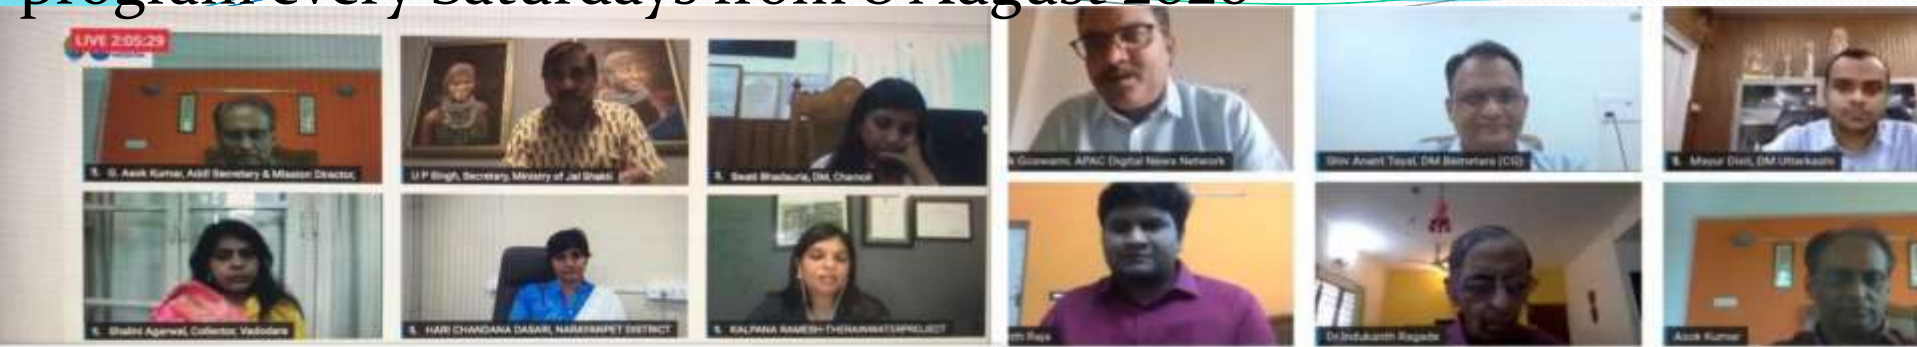 program every Saturdays from 8 August 2020
LIVE 2:05:29
G. Asok Kumar, Addl Secretary & Mission Director,
U P Singh, Secretary, Ministry of Jal Shakti
Swati Bhadauria, DM, Chamoli
k Goswami, APAC Digital News Network
Shiv Anant Tayal, DM Bemetara (CG)
Mayur Dixit, DM Uttarkashi
Shalini Agarwal, Collector, Vadodara
HARI CHANDANA DASARI, NARAYANPET DISTRICT
KALPANA RAMESH-THERAINWATERPROJECT
Raja
Dr.Indukanth Ragade
Asok Kumar